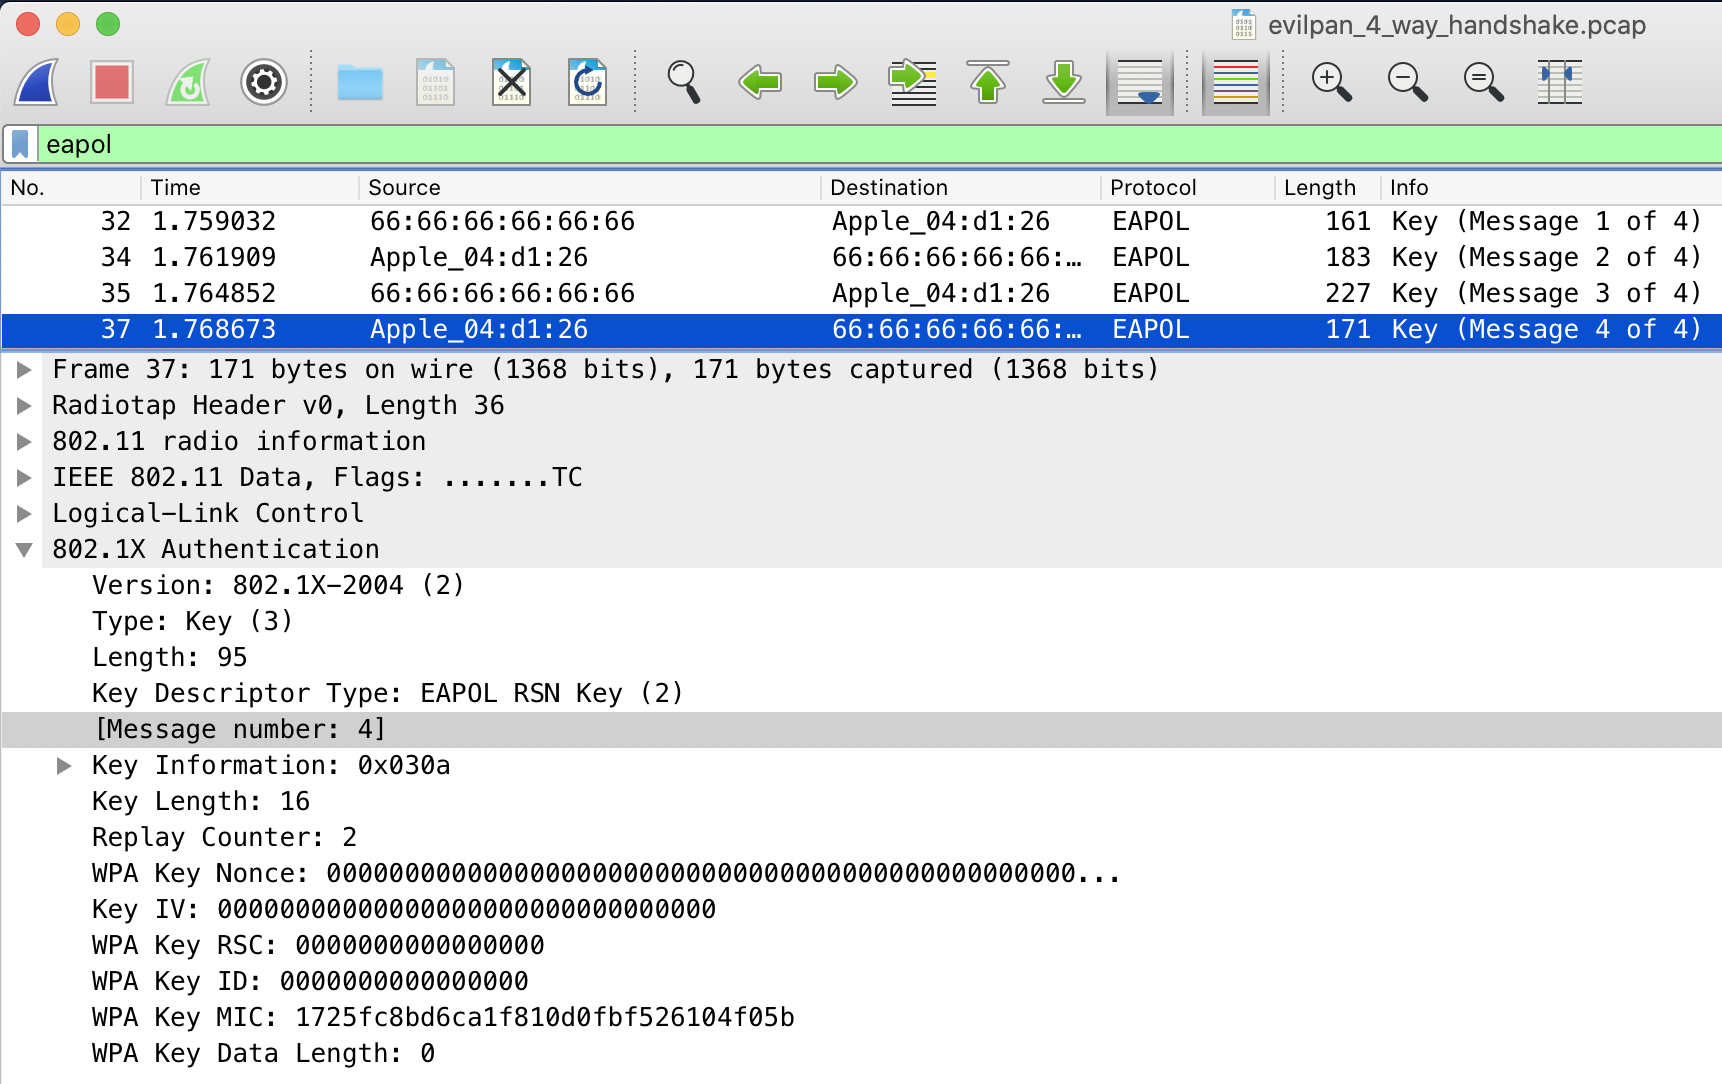 evilpan_4_way_handshake.pcap
eapol
No. Time Source Destination Protocol Length Info
32 1.759032 66:66:66:66:66:66 Apple_04:d1:26 EAPOL 161 Key (Message 1 of 4)
34 1.761909 Apple_04:d1:26 66:66:66:66:66:… EAPOL 183 Key (Message 2 of 4)
35 1.764852 66:66:66:66:66:66 Apple_04:d1:26 EAPOL 227 Key (Message 3 of 4)
37 1.768673 Apple_04:d1:26 66:66:66:66:66:… EAPOL 171 Key (Message 4 of 4)
Frame 37: 171 bytes on wire (1368 bits), 171 bytes captured (1368 bits)
Radiotap Header v0, Length 36
802.11 radio information
IEEE 802.11 Data, Flags: .......TC
Logical-Link Control
802.1X Authentication
Version: 802.1X-2004 (2)
Type: Key (3)
Length: 95
Key Descriptor Type: EAPOL RSN Key (2)
[Message number: 4]
Key Information: 0x030a
Key Length: 16
Replay Counter: 2
WPA Key Nonce: 000000000000000000000000000000000000000000000000...
Key IV: 00000000000000000000000000000000
WPA Key RSC: 0000000000000000
WPA Key ID: 0000000000000000
WPA Key MIC: 1725fc8bd6ca1f810d0fbf526104f05b
WPA Key Data Length: 0